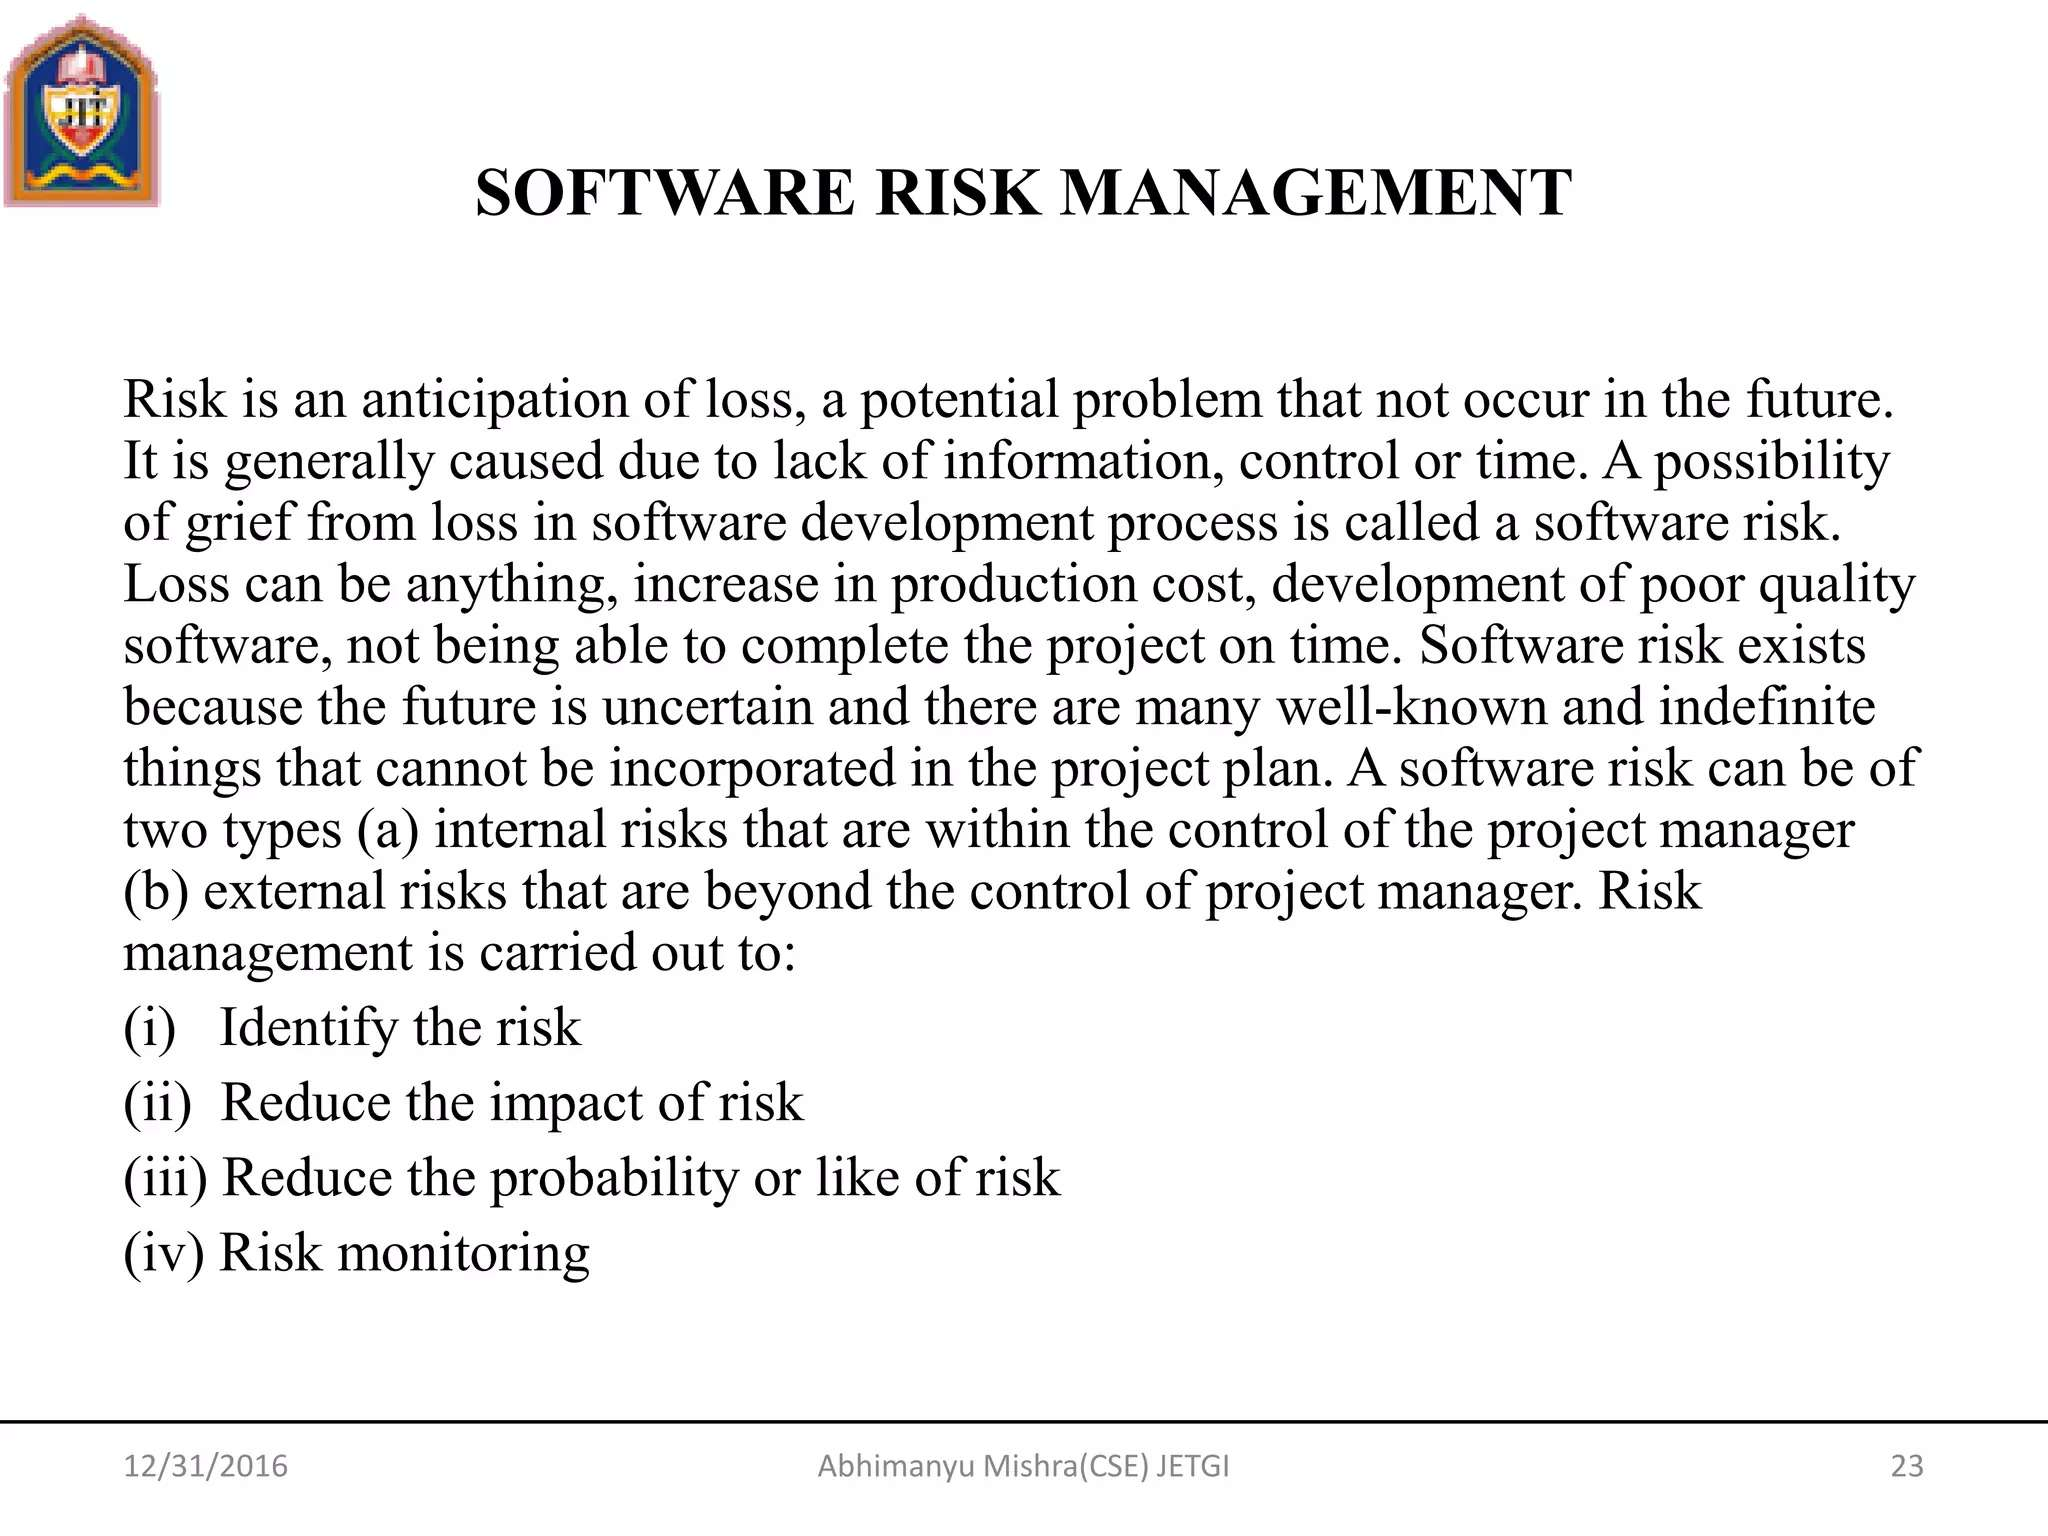 JIT
SOFTWARE RISK MANAGEMENT
Risk is an anticipation of loss, a potential problem that not occur in the future.
It is generally caused due to lack of information, control or time. A possibility
of grief from loss in software development process is called a software risk.
Loss can be anything, increase in production cost, development of poor quality
software, not being able to complete the project on time. Software risk exists
because the future is uncertain and there are many well-known and indefinite
things that cannot be incorporated in the project plan. A software risk can be of
two types (a) internal risks that are within the control of the project manager
(b) external risks that are beyond the control of project manager. Risk
management is carried out to:
(i) Identify the risk
(ii) Reduce the impact of risk
(iii) Reduce the probability or like of risk
(iv) Risk monitoring
12/31/2016 Abhimanyu Mishra(CSE) JETGI 23